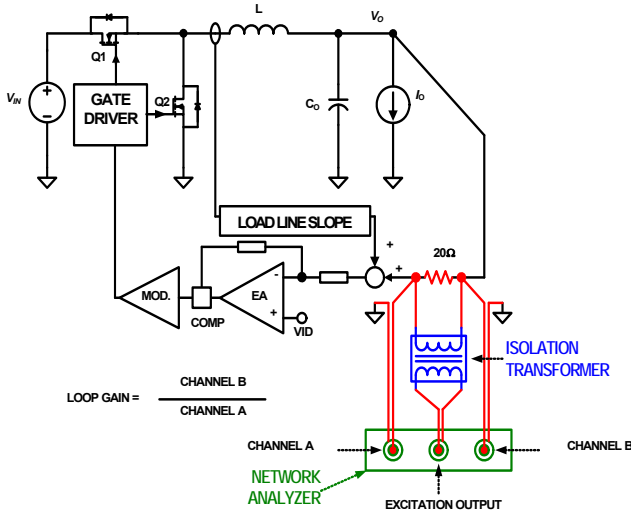 L
Vo
Q1
VIN
GATE
DRIVER
Q2
Co
Io
LOAD LINE SLOPE
+
+
20Ω
MOD.
COMP
EA
-
+
VID
ISOLATION
TRANSFORMER
LOOP GAIN =
CHANNEL B
CHANNEL A
CHANNEL A
CHANNEL B
NETWORK
ANALYZER
EXCITATION OUTPUT